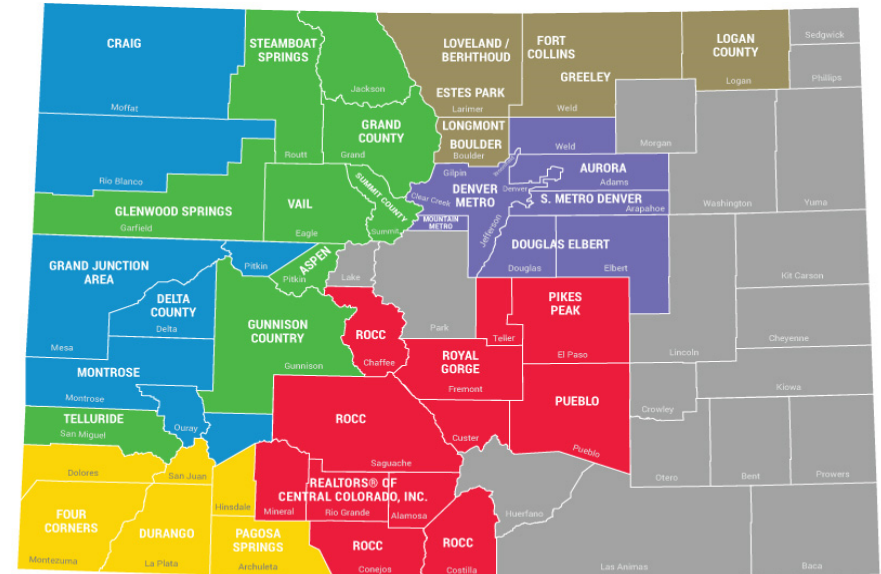 CRAIG
Moffat
STEAMBOAT
SPRINGS
Routt
Jackson
LOVELAND /
BERHTHOUD
ESTES PARK
Larimer
FORT
COLLINS
GREELEY
Weld
LOGAN
COUNTY
Logan
Sedgwick
Phillips
Rio Blanco
GRAND
COUNTY
Grand
LONGMONT
BOULDER
Boulder
Weld
Morgan
Washington
Yuma
GLENWOOD SPRINGS
Garfield
VAIL
Eagle
SUMMIT COUNTY
Summit
Gilpin
Clear Creek
DENVER
METRO
MOUNTAIN
METRO
Jefferson
Denver
AURORA
Adams
S. METRO DENVER
Arapahoe
DOUGLAS ELBERT
Douglas
Elbert
GRAND JUNCTION
AREA
Mesa
DELTA
COUNTY
Delta
Pitkin
ASPEN
Pitkin
Lake
Park
Kit Carson
GUNNISON
COUNTRY
Gunnison
ROCC
Chaffee
Teller
PIKES
PEAK
El Paso
Lincoln
Cheyenne
MONTROSE
Montrose
ROYAL
GORGE
Fremont
Kiowa
TELLURIDE
San Miguel
Ouray
ROCC
Saguache
Custer
PUEBLO
Pueblo
Crowley
Otero
Bent
Prowers
Dolores
San Juan
Hinsdale
REALTORS® OF
CENTRAL COLORADO, INC.
Mineral
Rio Grande
Alamosa
Huerfano
FOUR
CORNERS
Montezuma
DURANGO
La Plata
PAGOSA
SPRINGS
Archuleta
ROCC
Conejos
ROCC
Costilla
Las Animas
Baca